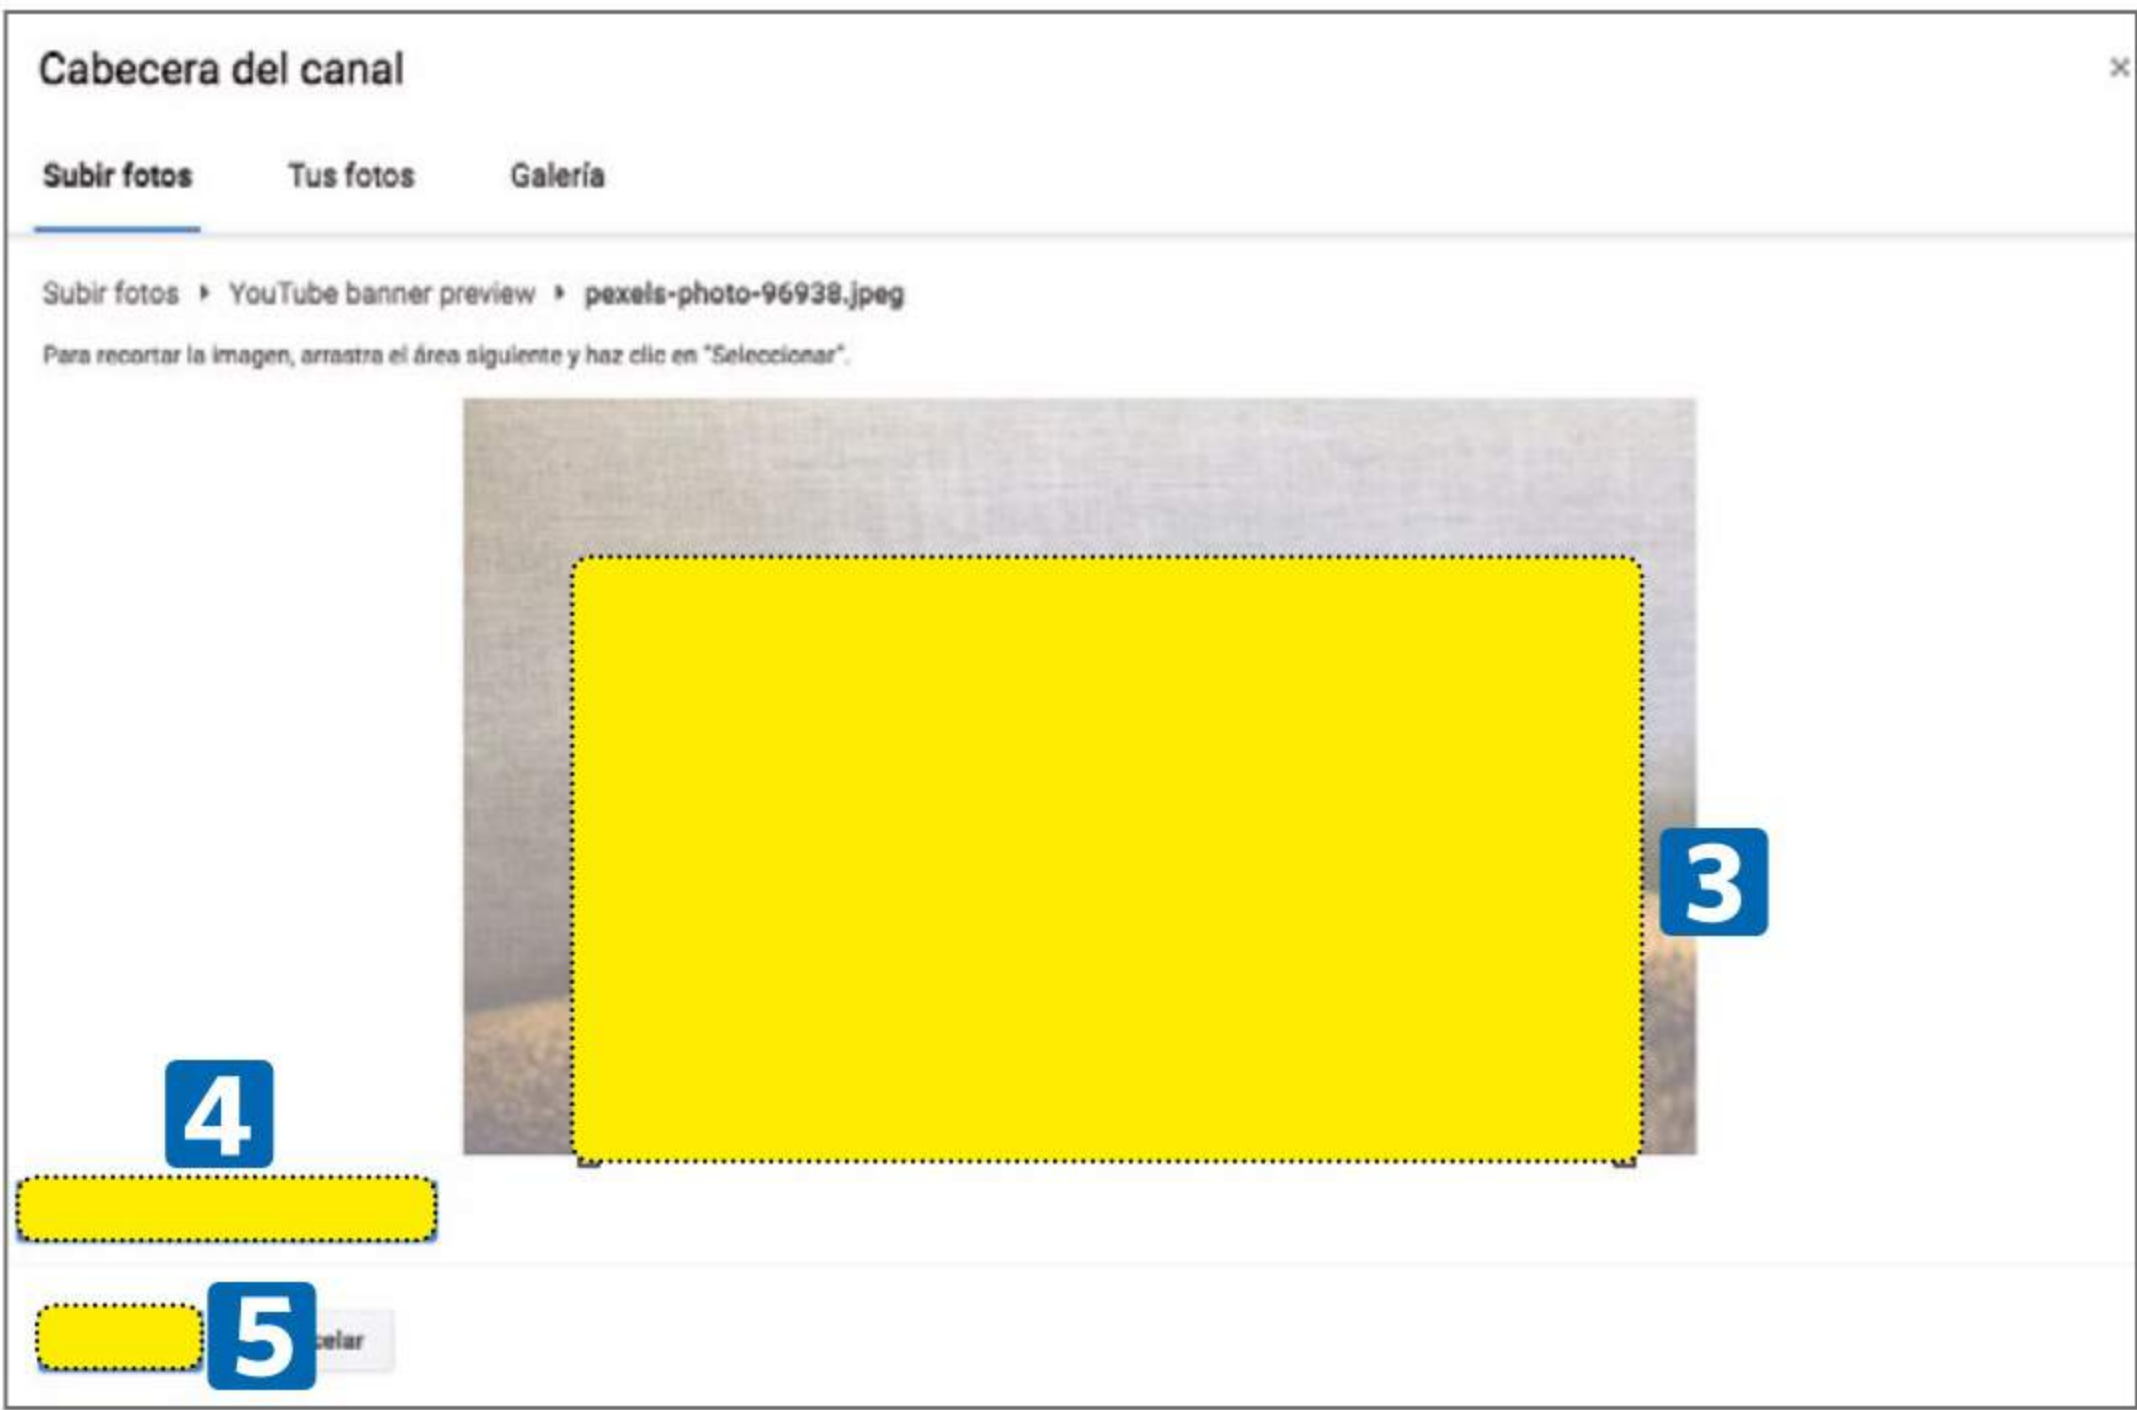 Cabecera del canal
×
Subir fotos Tus fotos Galería
Subir fotos ▸ YouTube banner preview ▸ pexels-photo-96938.jpeg
Para recortar la imagen, arrastra el área siguiente y haz clic en "Seleccionar".
3
4
5 celar